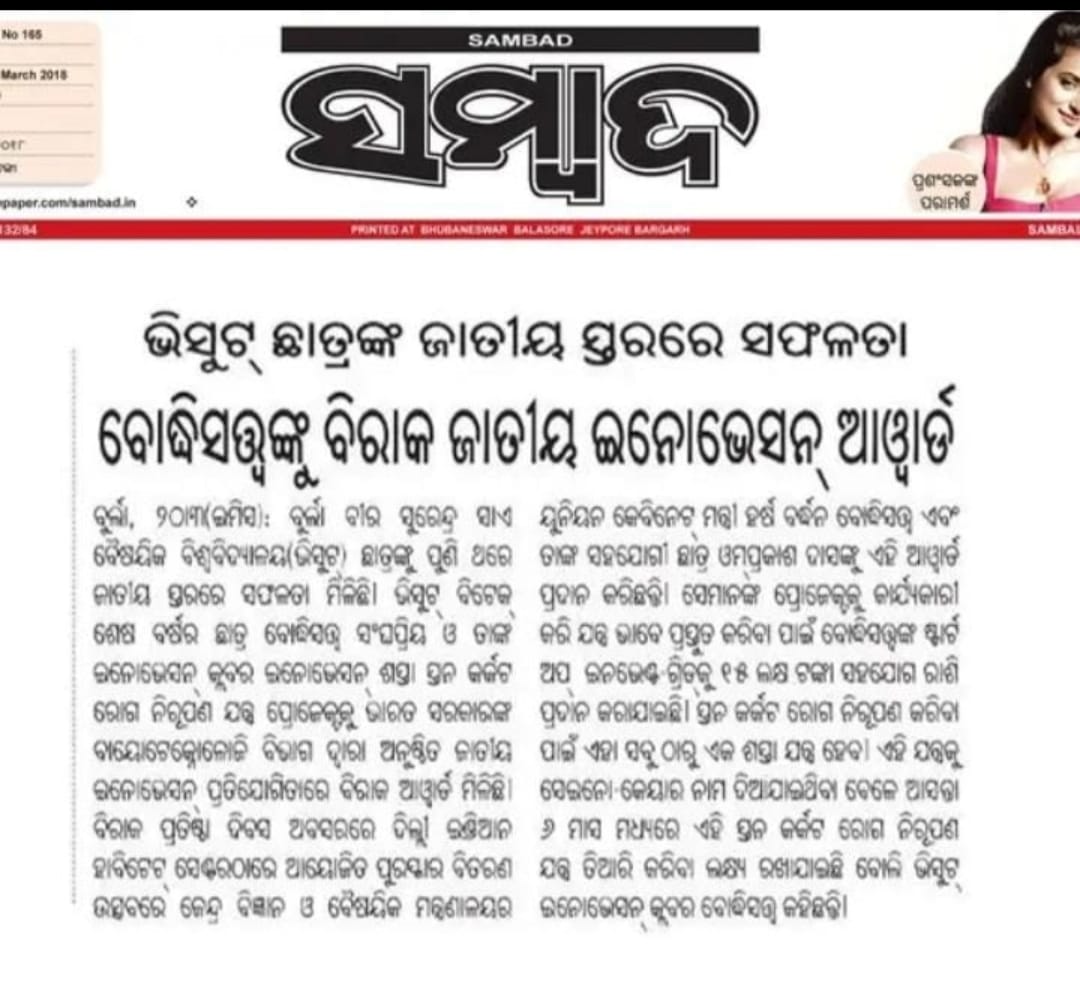 No 165
March 2018
epaper.com/sambad.in
132/84
SAMBAD
ସମ୍ବାଦ
ପ୍ରଶଂସକଙ୍କ
ପରାମର୍ଶ
PRINTED AT BHUBANESWAR BALASORE JEYPORE BARGARH
SAMBAD
ଭିସୁଟ୍ ଛାତ୍ରଙ୍କ ଜାତୀୟ ସ୍ତରରେ ସଫଳତା
ବୋଦ୍ଧିସତ୍ତ୍ୱଙ୍କୁ ବିରାକ ଜାତୀୟ ଇନୋଭେସନ୍ ଆୱାର୍ଡ
ବୁର୍ଲା, ୨୦।୩(ଇମିସ): ବୁର୍ଲା ବୀର ସୁରେନ୍ଦ୍ର ସାଏ
ବୈଷୟିକ ବିଶ୍ୱବିଦ୍ୟାଳୟ(ଭିସୁଟ୍) ଛାତ୍ରଙ୍କୁ ପୁଣି ଥରେ
ଜାତୀୟ ସ୍ତରରେ ସଫଳତା ମିଳିଛି। ଭିସୁଟ୍ ବିଟେକ୍
ଶେଷ ବର୍ଷର ଛାତ୍ର ବୋଦ୍ଧିସତ୍ତ୍ୱ ସଂଘପ୍ରିୟ ଓ ତାଙ୍କ
ଇନୋଭେସନ୍ କ୍ଲବର ଇନୋଭେସନ୍ ଶସ୍ତା ସ୍ତନ କର୍କଟ
ରୋଗ ନିରୂପଣ ଯନ୍ତ୍ର ପ୍ରୋଜେକ୍ଟକୁ ଭାରତ ସରକାରଙ୍କ
ବାୟୋଟେକ୍ନୋଲୋଜି ବିଭାଗ ଦ୍ୱାରା ଅନୁଷ୍ଠିତ ଜାତୀୟ
ଇନୋଭେସନ୍ ପ୍ରତିଯୋଗିତାରେ ବିରାକ ଆୱାର୍ଡ ମିଳିଛି।
ବିରାକ ପ୍ରତିଷ୍ଠା ଦିବସ ଅବସରରେ ଦିଲ୍ଲୀ ଇଣ୍ଡିଆନ
ହାବିଟେଟ୍ ସେଣ୍ଟରଠାରେ ଆୟୋଜିତ ପୁରସ୍କାର ବିତରଣ
ଉତ୍ସବରେ କେନ୍ଦ୍ର ବିଜ୍ଞାନ ଓ ବୈଷୟିକ ମନ୍ତ୍ରଣାଳୟର
ୟୁନିୟନ କେବିନେଟ୍ ମନ୍ତ୍ରୀ ହର୍ଷ ବର୍ଦ୍ଧନ ବୋଦ୍ଧିସତ୍ତ୍ୱ ଏବଂ
ତାଙ୍କ ସହଯୋଗୀ ଛାତ୍ର ଓମପ୍ରକାଶ ଦାସଙ୍କୁ ଏହି ଆୱାର୍ଡ
ପ୍ରଦାନ କରିଛନ୍ତି। ସେମାନଙ୍କ ପ୍ରୋଜେକ୍ଟକୁ କାର୍ଯ୍ୟକାରୀ
କରି ଯନ୍ତ୍ର ଭାବେ ପ୍ରସ୍ତୁତ କରିବା ପାଇଁ ବୋଦ୍ଧିସତ୍ତ୍ୱଙ୍କ ଷ୍ଟାର୍ଟ
ଅପ୍ ଇନଭେଣ୍ଟ-ଗ୍ରିଡ୍‌କୁ ୧୫ ଲକ୍ଷ ଟଙ୍କା ସହଯୋଗ ରାଶି
ପ୍ରଦାନ କରାଯାଇଛି। ସ୍ତନ କର୍କଟ ରୋଗ ନିରୂପଣ କରିବା
ପାଇଁ ଏହା ସବୁ ଠାରୁ ଏକ ଶସ୍ତା ଯନ୍ତ୍ର ହେବ। ଏହି ଯନ୍ତ୍ରକୁ
ସେଇନୋ-କେୟାର ନାମ ଦିଆଯାଇଥିବା ବେଳେ ଆସନ୍ତା
୬ ମାସ ମଧ୍ୟରେ ଏହି ସ୍ତନ କର୍କଟ ରୋଗ ନିରୂପଣ
ଯନ୍ତ୍ର ତିଆରି କରିବା ଲକ୍ଷ୍ୟ ରଖାଯାଇଛି ବୋଲି ଭିସୁଟ୍
ଇନୋଭେସନ୍ କ୍ଲବର ବୋଦ୍ଧିସତ୍ତ୍ୱ କହିଛନ୍ତି।